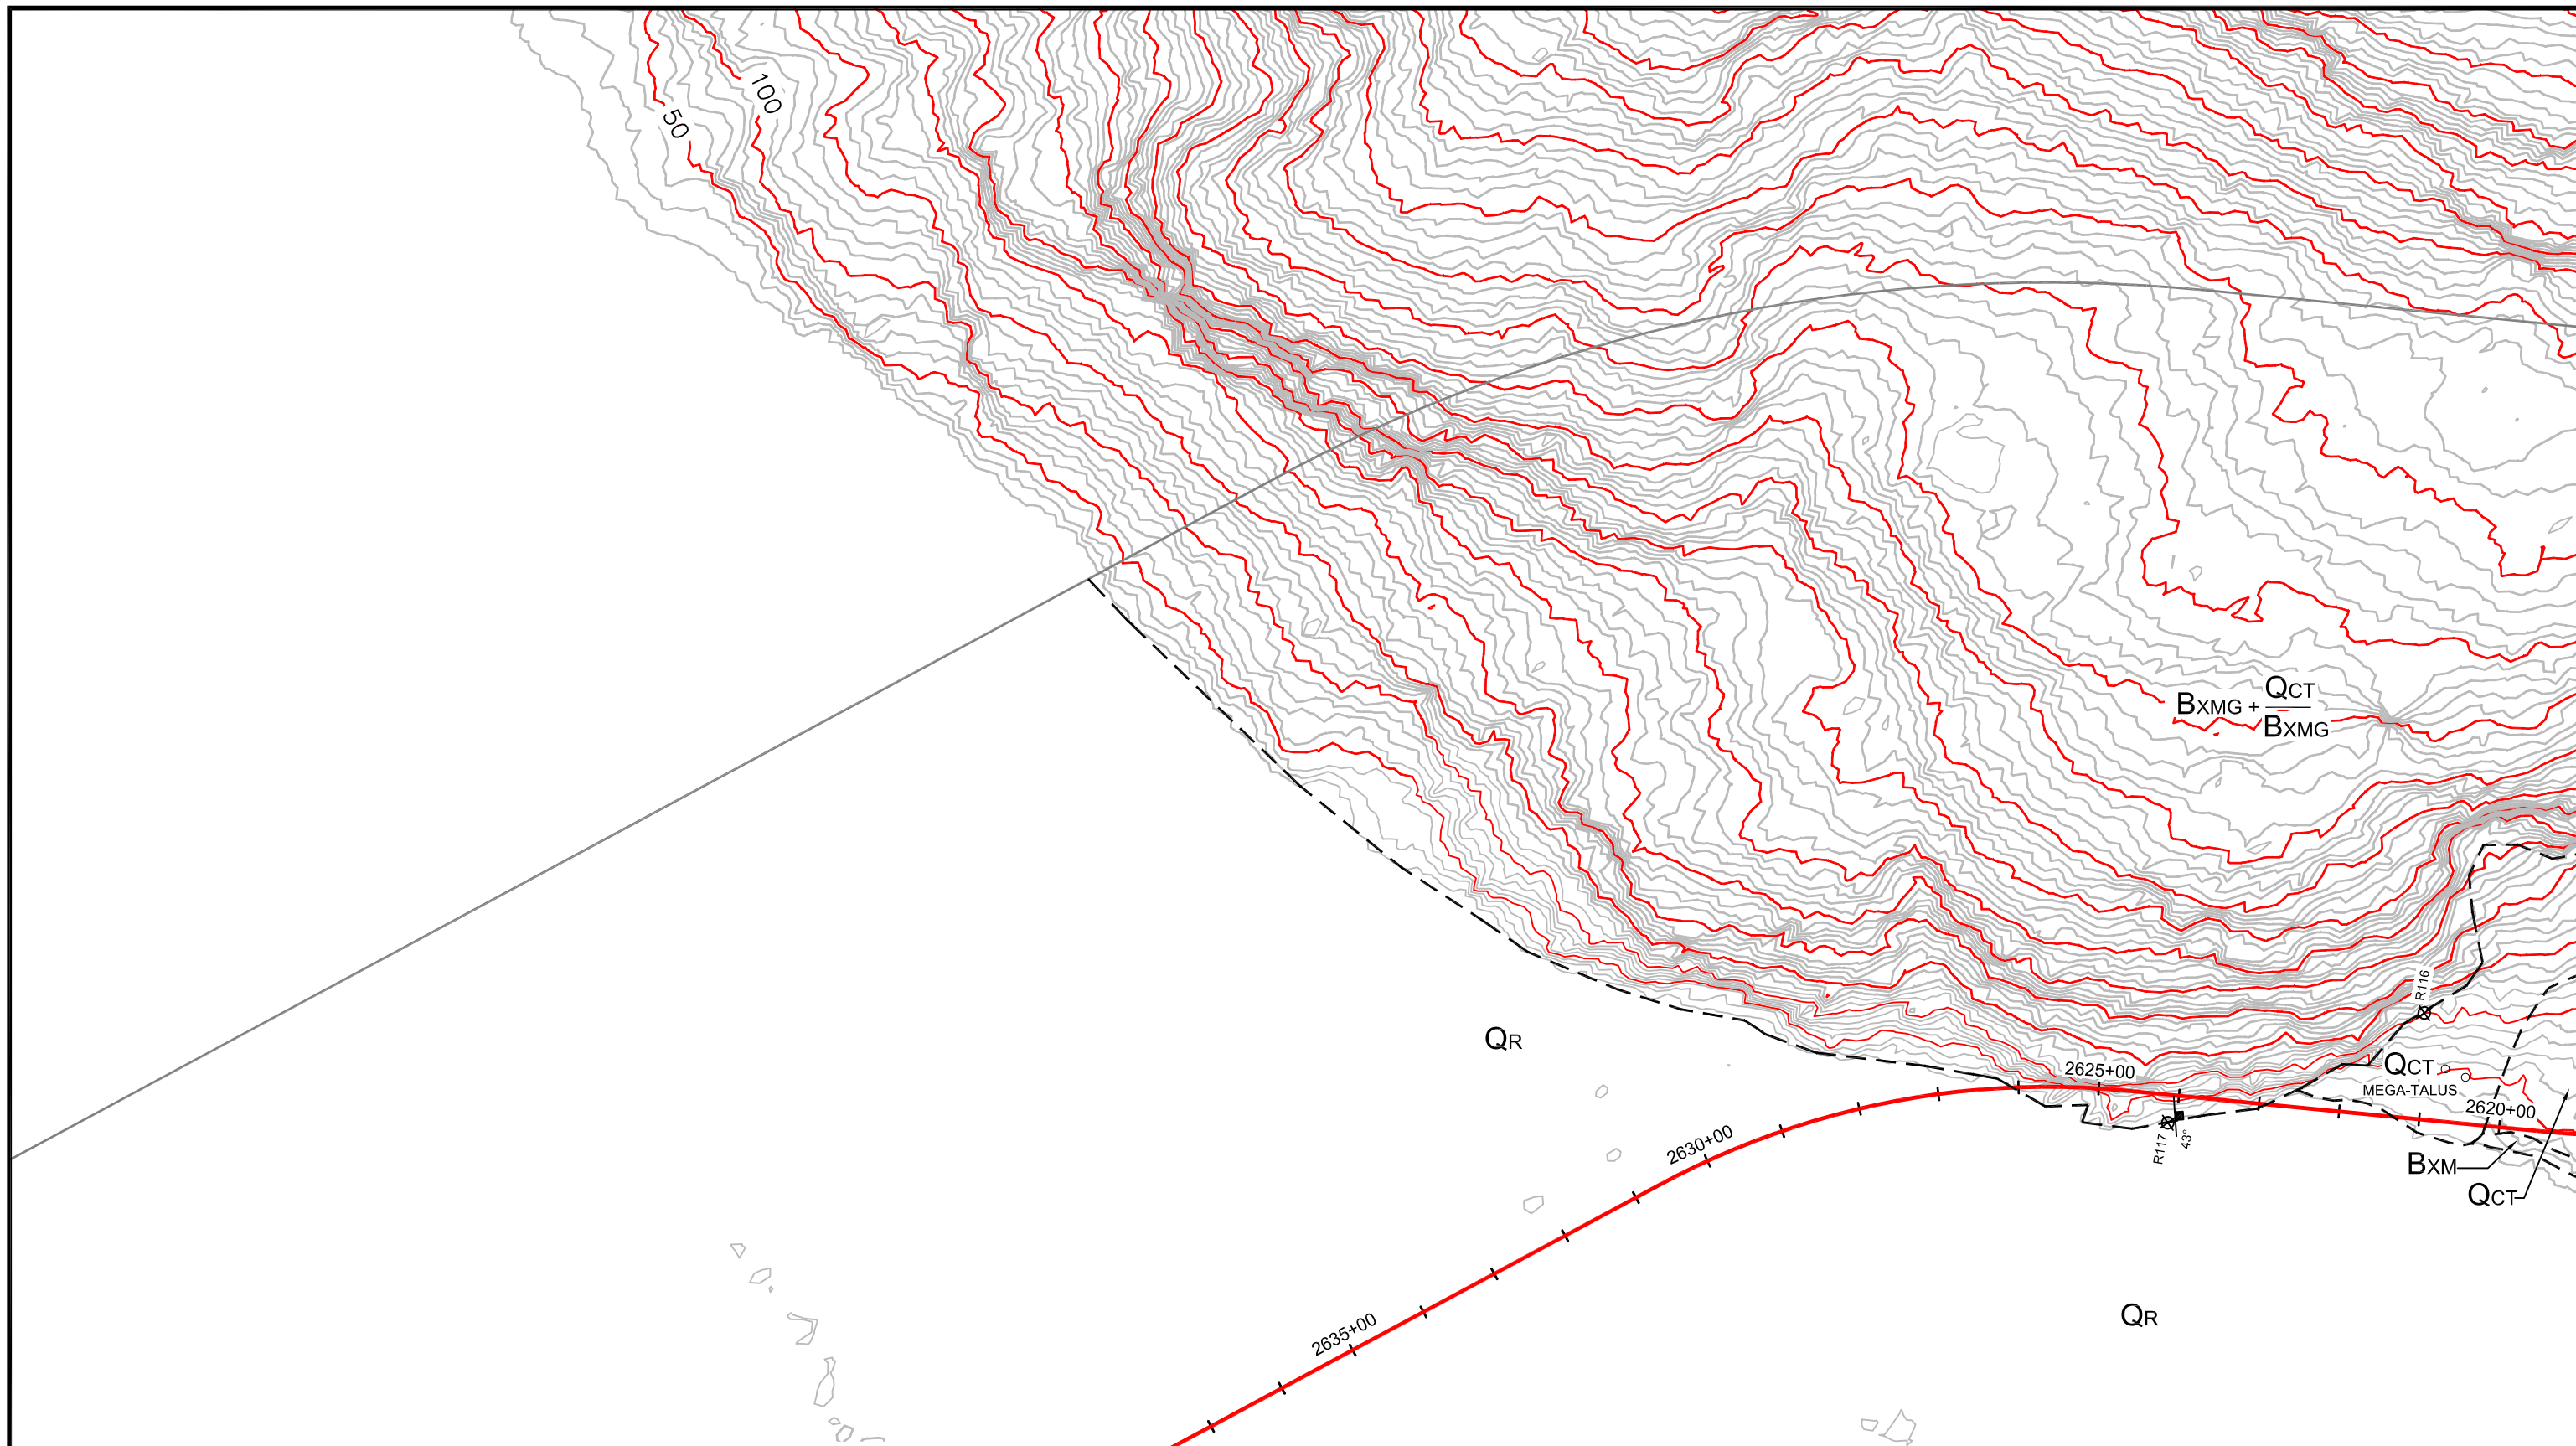 100
50
QCT
BXMG +
BXMG
R116
QR
2625+00
QCT
MEGA-TALUS
2620+00
2630+00
R117
43°
BXM
QCT
2635+00
QR